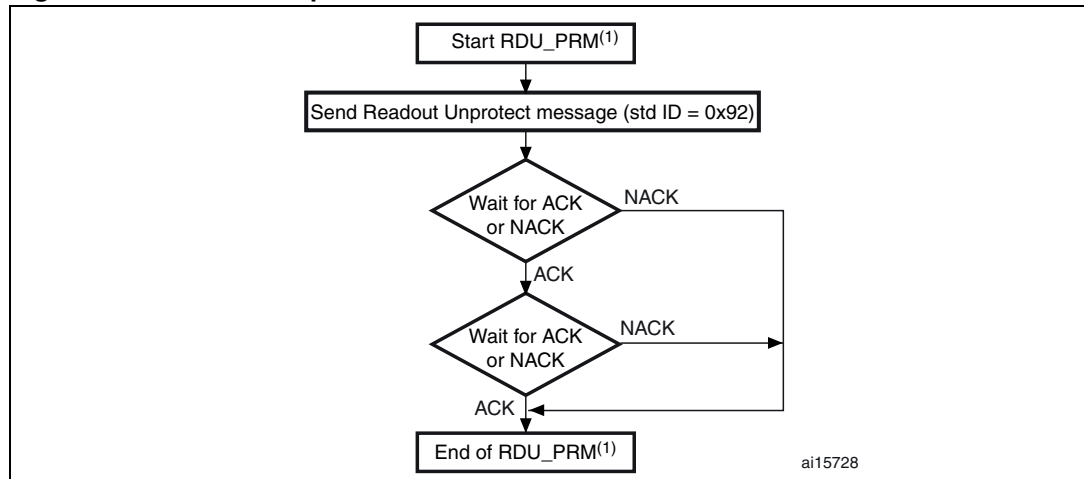 Start RDU_PRM(1)
Send Readout Unprotect message (std ID = 0x92)
Wait for ACK
or NACK
NACK
ACK
Wait for ACK
or NACK
NACK
ACK
End of RDU_PRM(1)
ai15728